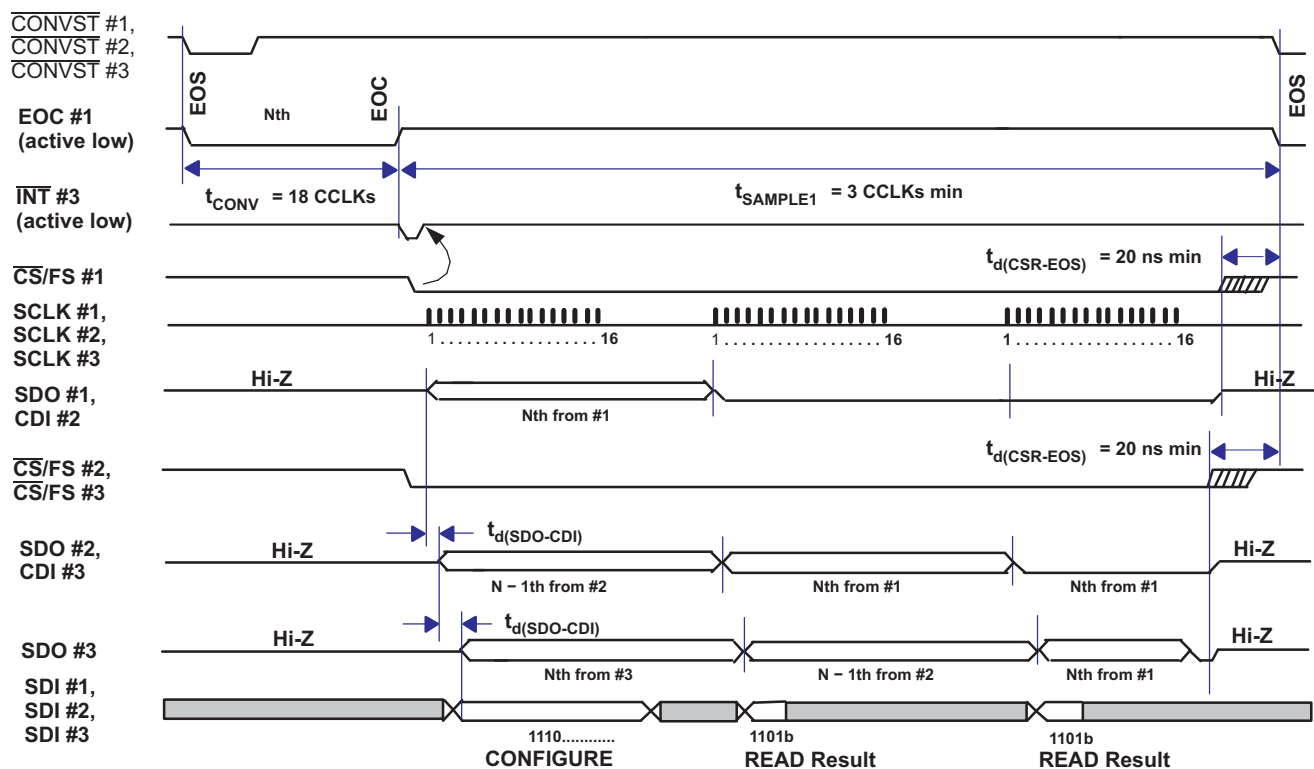 CONVST #1,
CONVST #2,
CONVST #3
EOS
Nth
EOC
EOS
EOC #1
(active low)
tCONV = 18 CCLKs
tSAMPLE1 = 3 CCLKs min
INT #3
(active low)
td(CSR-EOS) = 20 ns min
CS/FS #1
SCLK #1,
SCLK #2,
SCLK #3
1 . . . . . . . . . . . . . . . . . . 16
1 . . . . . . . . . . . . . . . . . . 16
1 . . . . . . . . . . . . . . . . . . 16
Hi-Z
Hi-Z
SDO #1,
CDI #2
Nth from #1
td(CSR-EOS) = 20 ns min
CS/FS #2,
CS/FS #3
td(SDO-CDI)
SDO #2,
CDI #3
Hi-Z
Hi-Z
N − 1th from #2
Nth from #1
Nth from #1
td(SDO-CDI)
Hi-Z
Hi-Z
SDO #3
Nth from #3
N − 1th from #2
Nth from #1
SDI #1,
SDI #2,
SDI #3
1110............
1101b
1101b
CONFIGURE
READ Result
READ Result